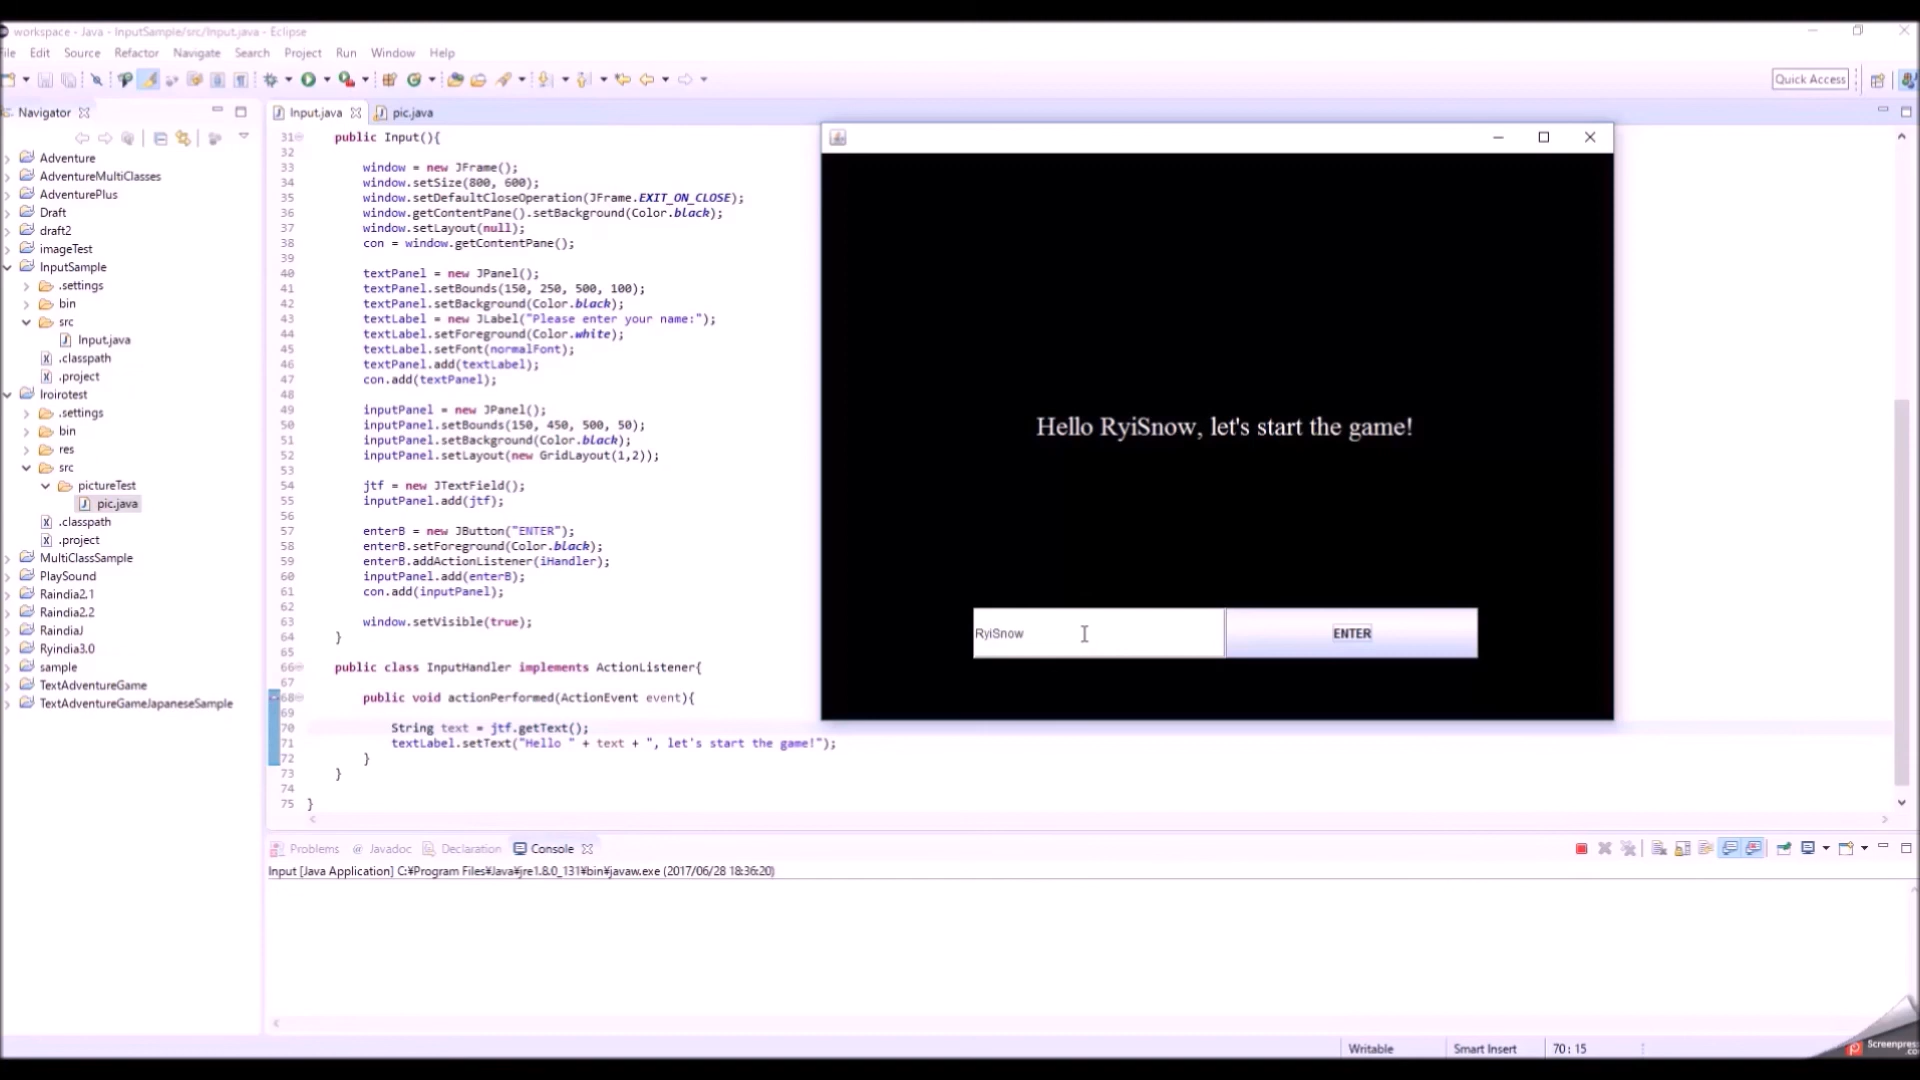 workspace - Java - InputSample/src/Input.java - Eclipse
ile Edit Source Refactor Navigate Search Project Run Window Help
Quick Access
Navigator
Adventure
AdventureMultiClasses
AdventurePlus
Draft
draft2
imageTest
InputSample
.settings
bin
src
Input.java
.classpath
.project
Iroirotest
.settings
bin
res
src
pictureTest
pic.java
.classpath
.project
MultiClassSample
PlaySound
Raindia2.1
Raindia2.2
RaindiaJ
Ryindia3.0
sample
TextAdventureGame
TextAdventureGameJapaneseSample
Input.java pic.java
31 public Input(){
32
33 window = new JFrame();
34 window.setSize(800, 600);
35 window.setDefaultCloseOperation(JFrame.EXIT_ON_CLOSE);
36 window.getContentPane().setBackground(Color.black);
37 window.setLayout(null);
38 con = window.getContentPane();
39
40 textPanel = new JPanel();
41 textPanel.setBounds(150, 250, 500, 100);
42 textPanel.setBackground(Color.black);
43 textLabel = new JLabel("Please enter your name:");
44 textLabel.setForeground(Color.white);
45 textLabel.setFont(normalFont);
46 textPanel.add(textLabel);
47 con.add(textPanel);
48
49 inputPanel = new JPanel();
50 inputPanel.setBounds(150, 450, 500, 50);
51 inputPanel.setBackground(Color.black);
52 inputPanel.setLayout(new GridLayout(1,2));
53
54 jtf = new JTextField();
55 inputPanel.add(jtf);
56
57 enterB = new JButton("ENTER");
58 enterB.setForeground(Color.black);
59 enterB.addActionListener(iHandler);
60 inputPanel.add(enterB);
61 con.add(inputPanel);
62
63 window.setVisible(true);
64 }
65
66 public class InputHandler implements ActionListener{
67
68 public void actionPerformed(ActionEvent event){
69
70 String text = jtf.getText();
71 textLabel.setText("Hello " + text + ", let's start the game!");
72 }
73 }
74
75 }
Hello RyiSnow, let's start the game!
RyiSnow ENTER
Problems Javadoc Declaration Console
Input [Java Application] C:¥Program Files¥Java¥jre1.8.0_131¥bin¥javaw.exe (2017/06/28 18:36:20)
Writable Smart Insert 70 : 15
Screenpres
.co